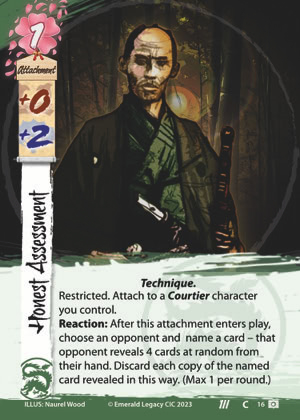 1
Attachment
+0
+2
Honest Assessment
Technique.
Restricted. Attach to a Courtier character
you control.
Reaction: After this attachment enters play,
choose an opponent and name a card – that
opponent reveals 4 cards at random from
their hand. Discard each copy of the named
card revealed in this way. (Max 1 per round.)
ILLUS: Naurel Wood © Emerald Legacy CIC 2023 C 16